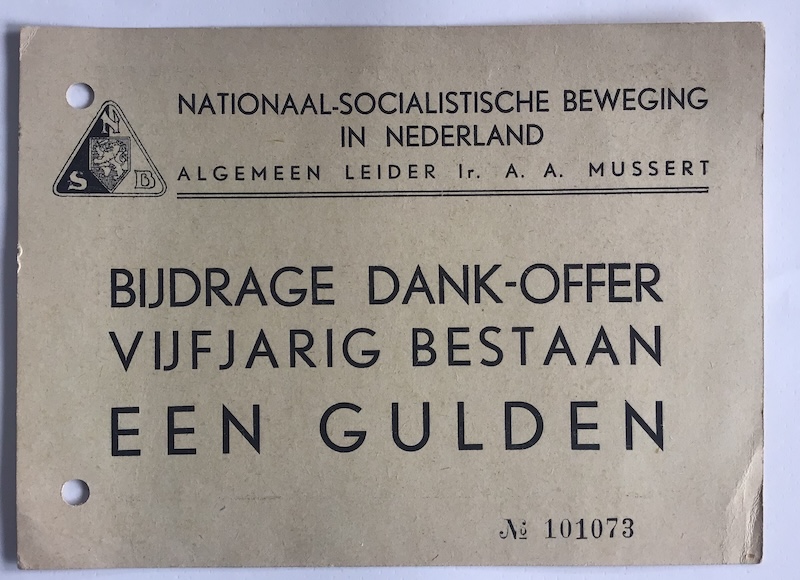 NATIONAAL-SOCIALISTISCHE BEWEGING
IN NEDERLAND
ALGEMEEN LEIDER Ir. A. A. MUSSERT
N
S B
BIJDRAGE DANK-OFFER
VIJFJARIG BESTAAN
EEN GULDEN
№ 101073